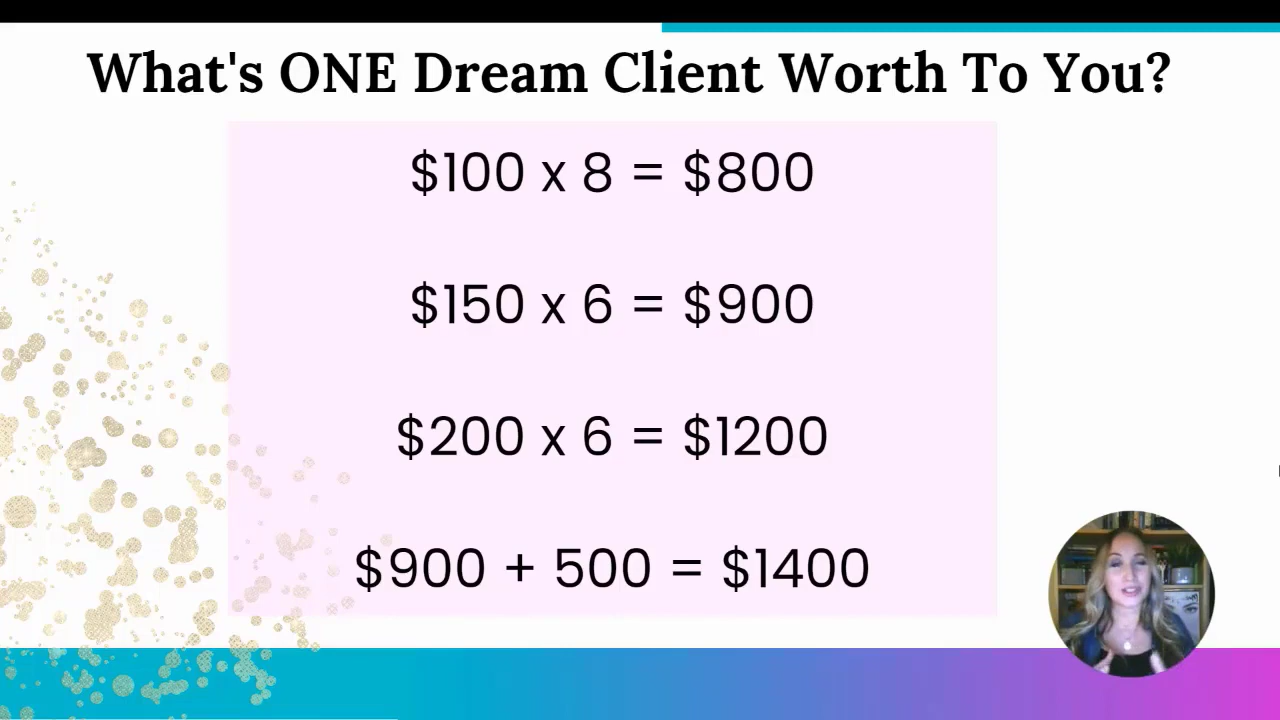 What's ONE Dream Client Worth To You?
$100 x 8 = $800
$150 x 6 = $900
$200 x 6 = $1200
$900 + 500 = $1400